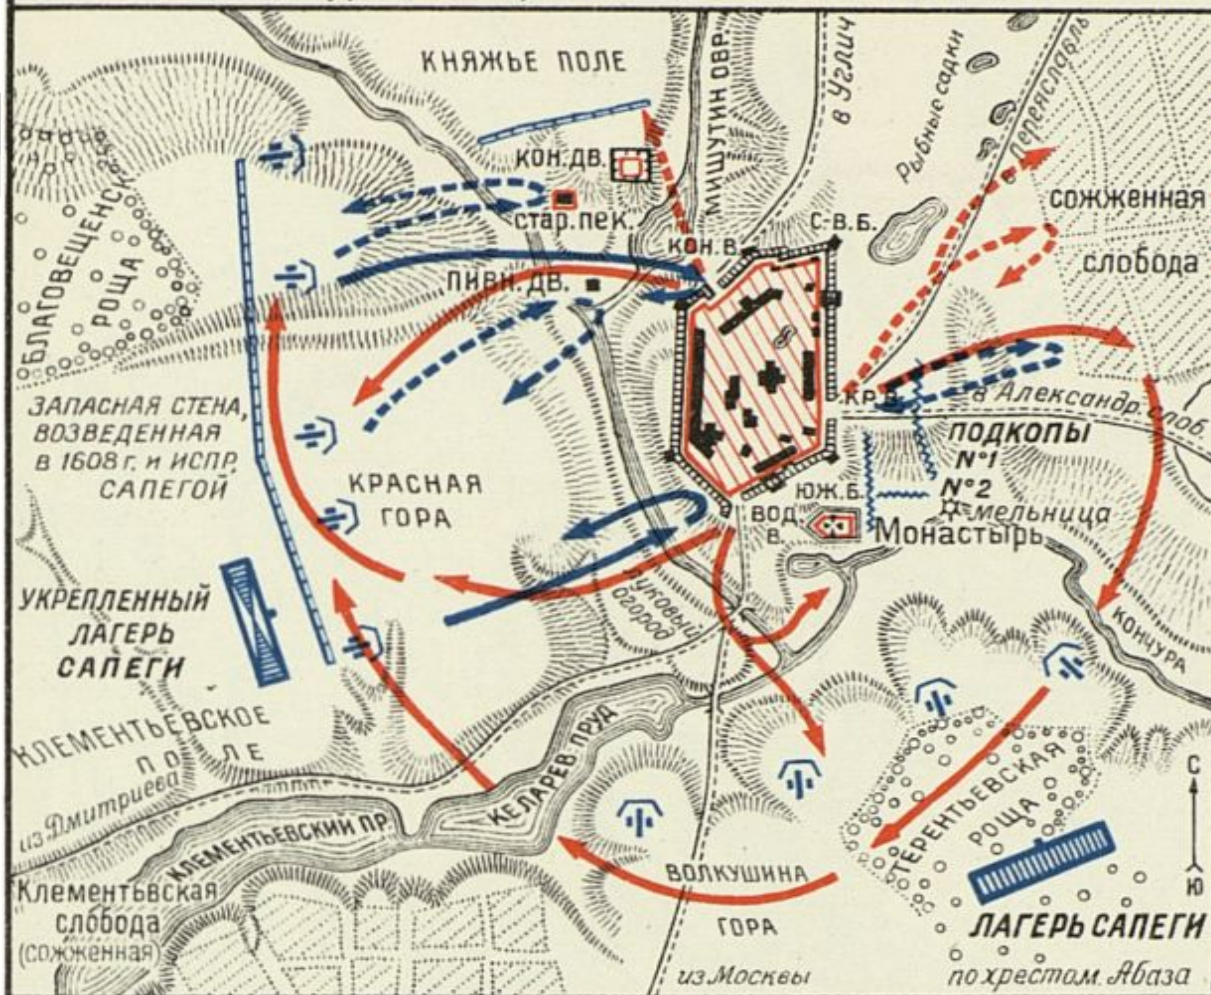 КНЯЖЬЕ ПОЛЕ
МИШУТИН ОВР.
в Углич
Рыбные садки
Переяславль
КОН. ДВ.
стар. пек.
КОН. В.
С-В.Б.
сожженная
слобода
БЛАГОВЕЩЕНСК.
РОЩА
ПИВН. ДВ.
КР.В.
в Александр. слоб.
ЗАПАСНАЯ СТЕНА,
ВОЗВЕДЕННАЯ
в 1608 г. и ИСПР.
САПЕГОЙ
КРАСНАЯ
ГОРА
ПОДКОПЫ
№1
№2
мельница
ЮЖ.Б.
ВОД.
В.
Монастырь
УКРЕПЛЕННЫЙ
ЛАГЕРЬ
САПЕГИ
Луковый
огород
КОНЧУРА
КЛЕМЕНТЬЕВСКОЕ
ПОЛЕ
из Дмитриева
КЛЕМЕНТЬЕВСКИЙ ПР.
КЕЛАРЕВ ПРУД
ТЕРЕНТЬЕВСКАЯ
РОЩА
С
Ю
ВОЛКУШИНА
ГОРА
Клементьвская
слобода
(сожженная)
ЛАГЕРЬ САПЕГИ
из Москвы
по хрестом. Абаза